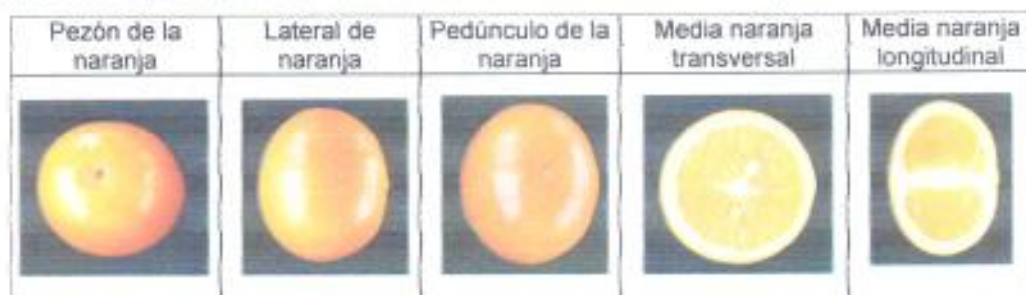 Pezón de la
naranja
Lateral de
naranja
Pedúnculo de la
naranja
Media naranja
transversal
Media naranja
longitudinal